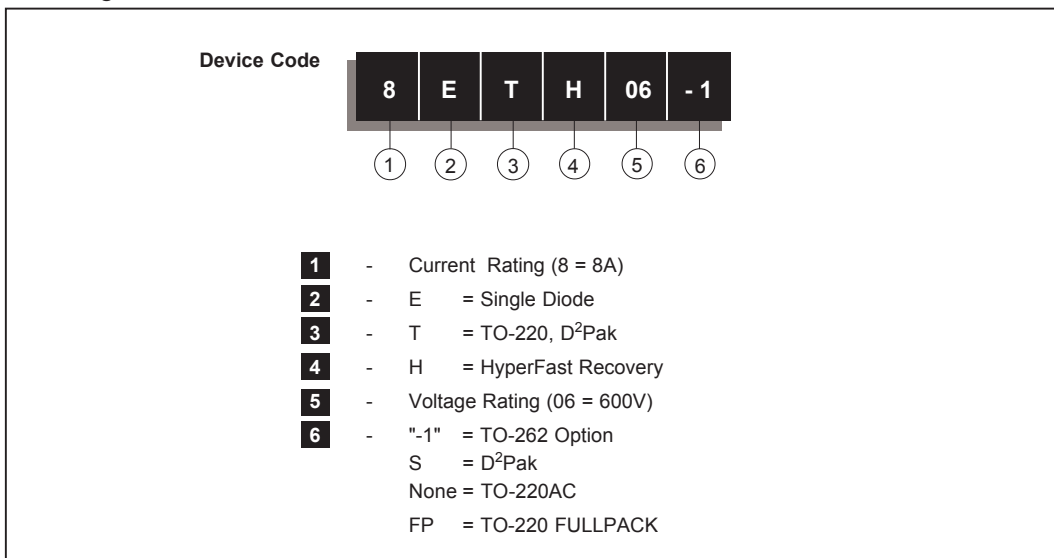 Device Code
8 E T H 06 - 1
1 2 3 4 5 6
1 - Current Rating (8 = 8A)
2 - E = Single Diode
3 - T = TO-220, D²Pak
4 - H = HyperFast Recovery
5 - Voltage Rating (06 = 600V)
6 - "-1" = TO-262 Option
S = D²Pak
None = TO-220AC
FP = TO-220 FULLPACK